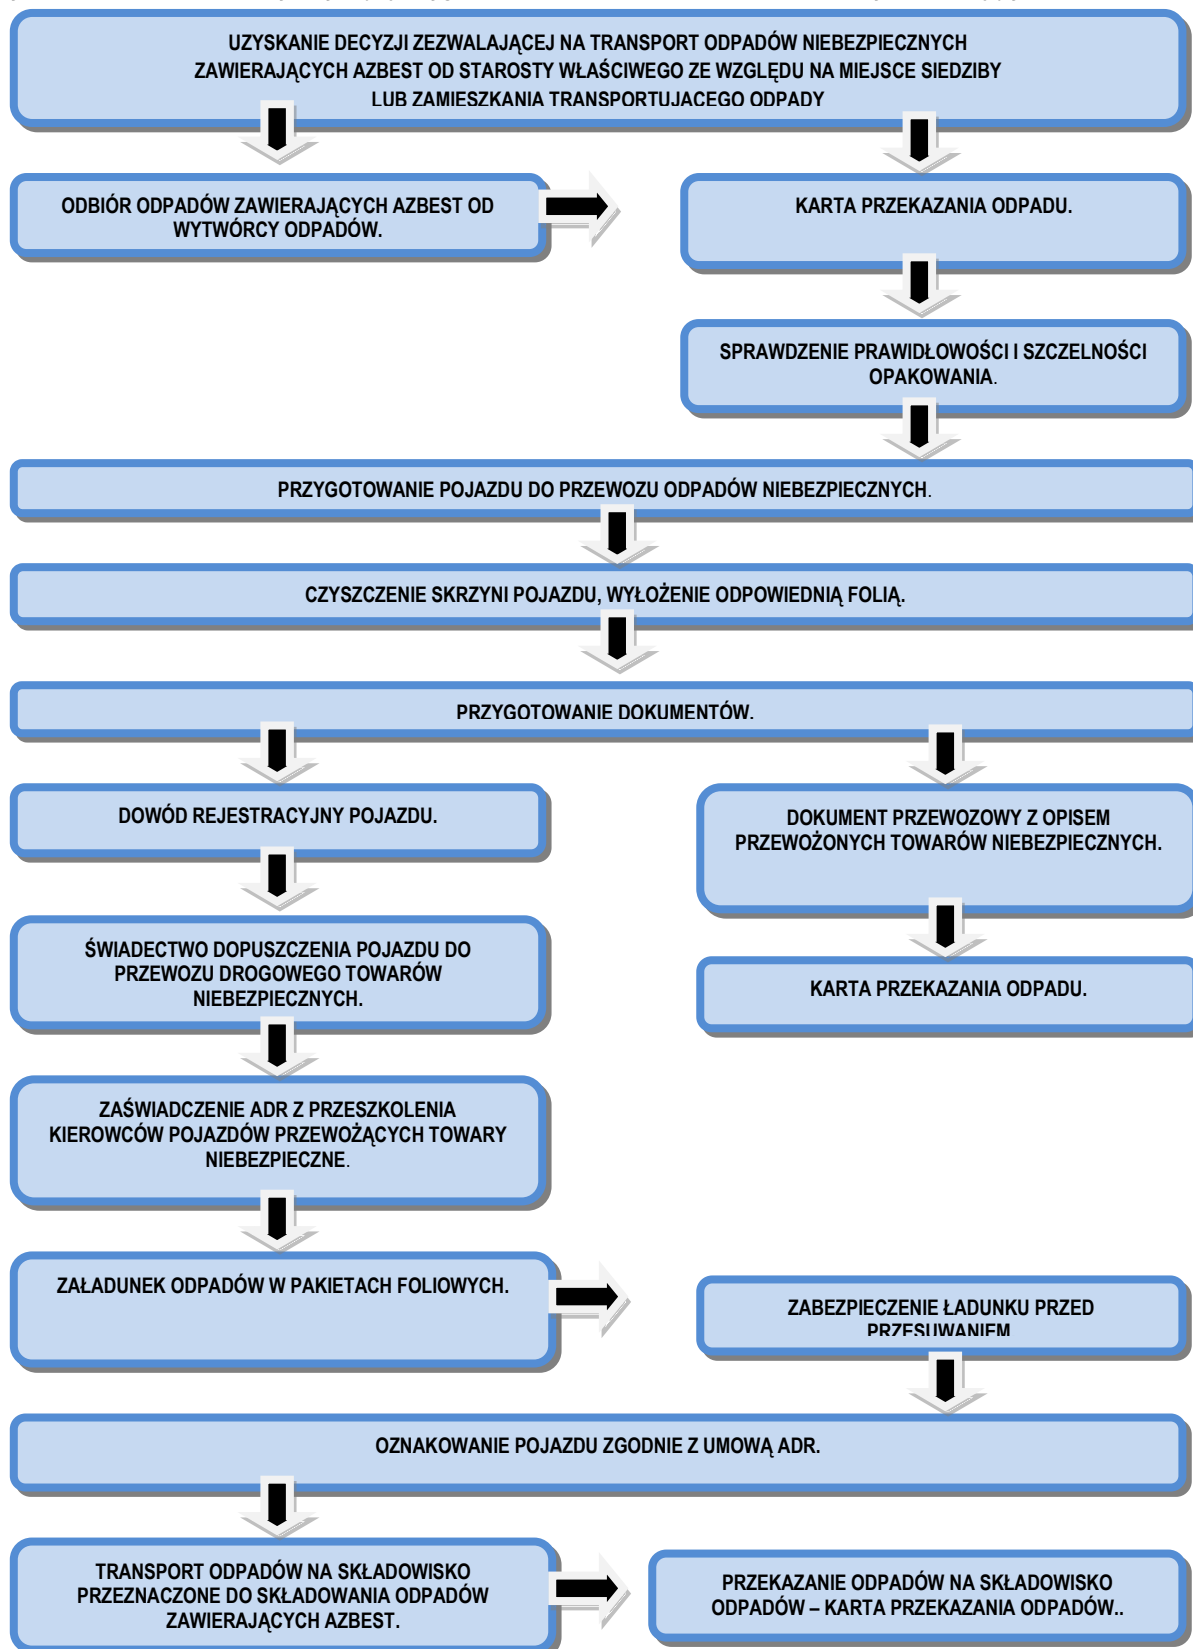 UZYSKANIE DECYZJI ZEZWALAJĄCEJ NA TRANSPORT ODPADÓW NIEBEZPIECZNYCH
ZAWIERAJĄCYCH AZBEST OD STAROSTY WŁAŚCIWEGO ZE WZGLĘDU NA MIEJSCE SIEDZIBY
LUB ZAMIESZKANIA TRANSPORTUJACEGO ODPADY
ODBIÓR ODPADÓW ZAWIERAJĄCYCH AZBEST OD
WYTWÓRCY ODPADÓW.
KARTA PRZEKAZANIA ODPADU.
SPRAWDZENIE PRAWIDŁOWOŚCI I SZCZELNOŚCI
OPAKOWANIA.
PRZYGOTOWANIE POJAZDU DO PRZEWOZU ODPADÓW NIEBEZPIECZNYCH.
CZYSZCZENIE SKRZYNI POJAZDU, WYŁOŻENIE ODPOWIEDNIĄ FOLIĄ.
PRZYGOTOWANIE DOKUMENTÓW.
DOWÓD REJESTRACYJNY POJAZDU.
DOKUMENT PRZEWOZOWY Z OPISEM
PRZEWOŻONYCH TOWARÓW NIEBEZPIECZNYCH.
ŚWIADECTWO DOPUSZCZENIA POJAZDU DO
PRZEWOZU DROGOWEGO TOWARÓW
NIEBEZPIECZNYCH.
KARTA PRZEKAZANIA ODPADU.
ZAŚWIADCZENIE ADR Z PRZESZKOLENIA
KIEROWCÓW POJAZDÓW PRZEWOŻĄCYCH TOWARY
NIEBEZPIECZNE.
ZAŁADUNEK ODPADÓW W PAKIETACH FOLIOWYCH.
ZABEZPIECZENIE ŁADUNKU PRZED
PRZESUWANIEM
OZNAKOWANIE POJAZDU ZGODNIE Z UMOWĄ ADR.
TRANSPORT ODPADÓW NA SKŁADOWISKO
PRZEZNACZONE DO SKŁADOWANIA ODPADÓW
ZAWIERAJĄCYCH AZBEST.
PRZEKAZANIE ODPADÓW NA SKŁADOWISKO
ODPADÓW – KARTA PRZEKAZANIA ODPADÓW..